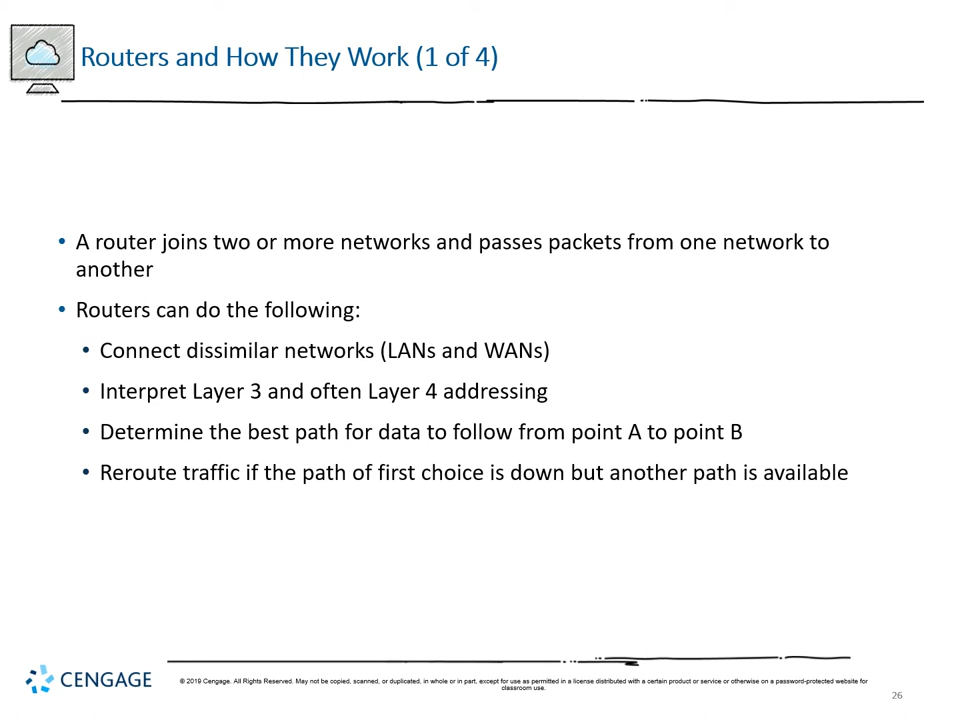 Routers and How They Work (1 of 4)
• A router joins two or more networks and passes packets from one network to
another
• Routers can do the following:
• Connect dissimilar networks (LANs and WANs)
• Interpret Layer 3 and often Layer 4 addressing
• Determine the best path for data to follow from point A to point B
• Reroute traffic if the path of first choice is down but another path is available
CENGAGE
© 2019 Cengage. All Rights Reserved. May not be copied, scanned, or duplicated, in whole or in part, except for use as permitted in a license distributed with a certain product or service or otherwise on a password-protected website for
classroom use.
26